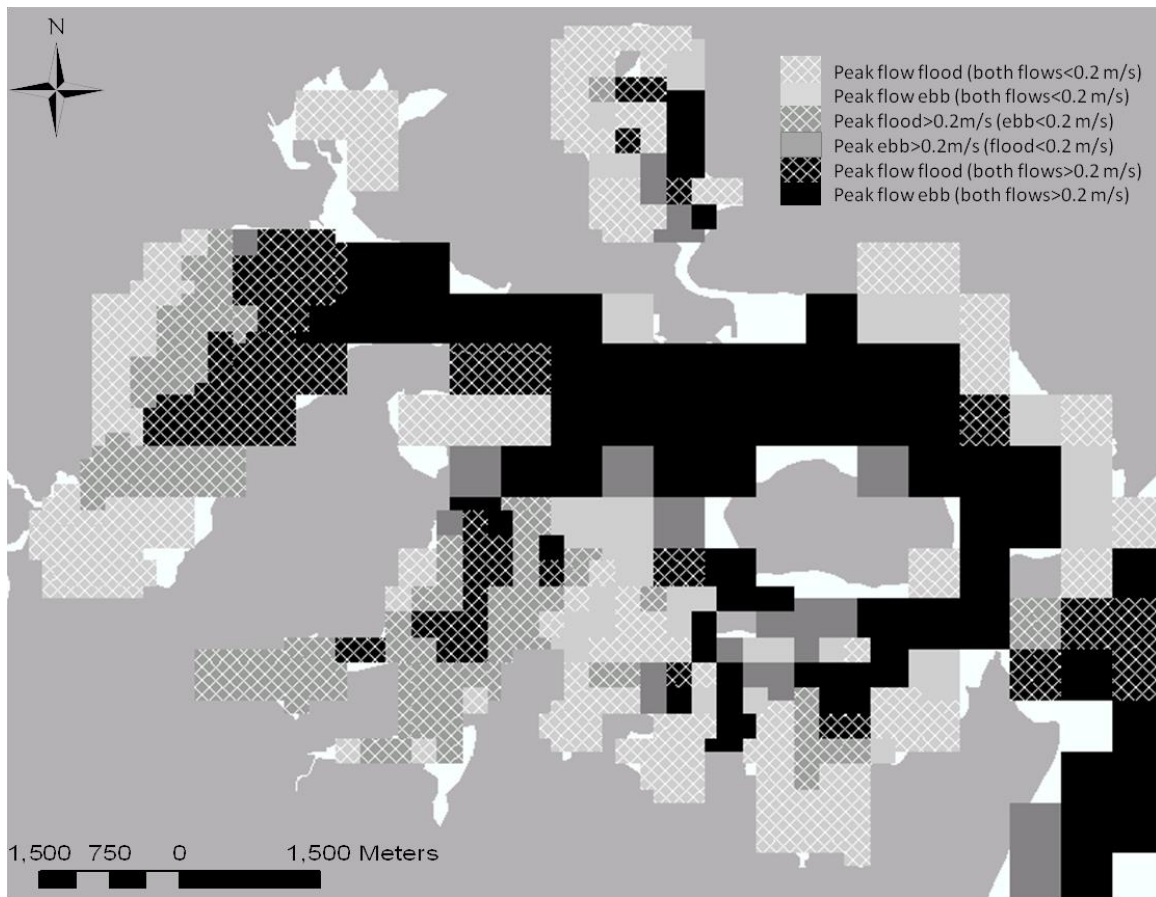 N
Peak flow flood (both flows<0.2 m/s)
Peak flow ebb (both flows<0.2 m/s)
Peak flood>0.2m/s (ebb<0.2 m/s)
Peak ebb>0.2m/s (flood<0.2 m/s)
Peak flow flood (both flows>0.2 m/s)
Peak flow ebb (both flows>0.2 m/s)
1,500 750 0 1,500 Meters